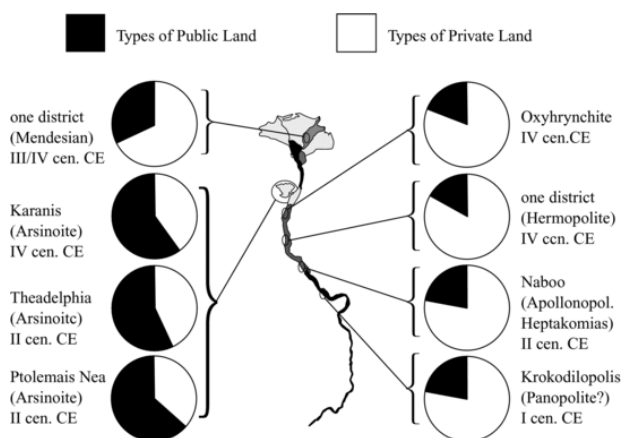 Types of Public Land
Types of Private Land
one district
(Mendesian)
III/IV cen. CE
Karanis
(Arsinoite)
IV cen. CE
Theadelphia
(Arsinoitc)
II cen. CE
Ptolemais Nea
(Arsinoite)
II cen. CE
Oxyhrynchite
IV cen.CE
one district
(Hermopolite)
IV ccn. CE
Naboo
(Apollonopol.
Heptakomias)
II cen. CE
Krokodilopolis
(Panopolite?)
I cen. CE